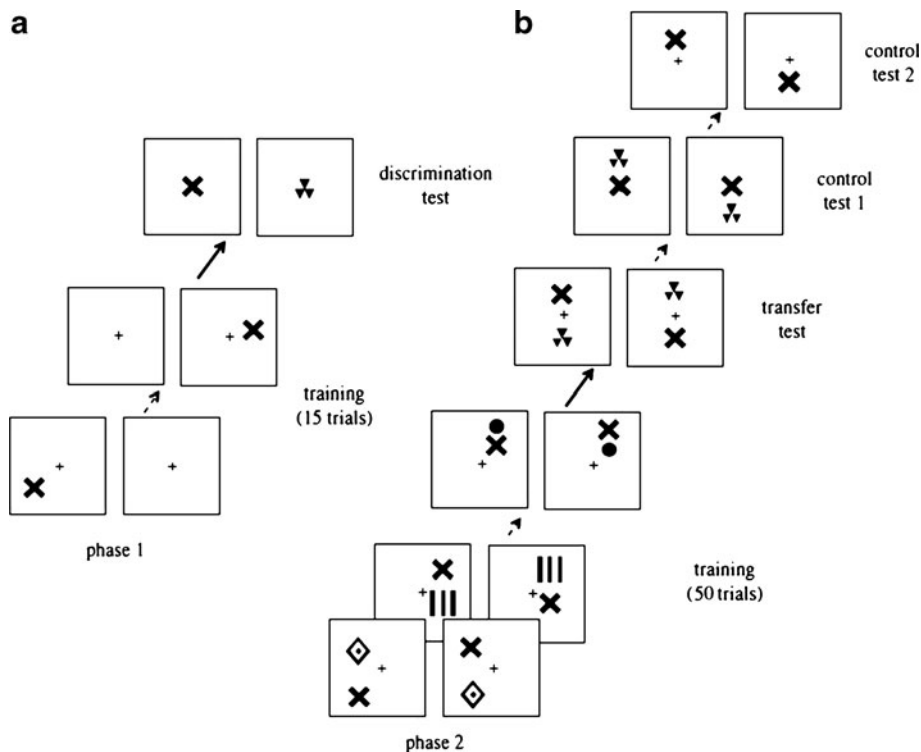 a
discrimination
test
training
(15 trials)
phase 1
b
control
test 2
control
test 1
transfer
test
training
(50 trials)
phase 2